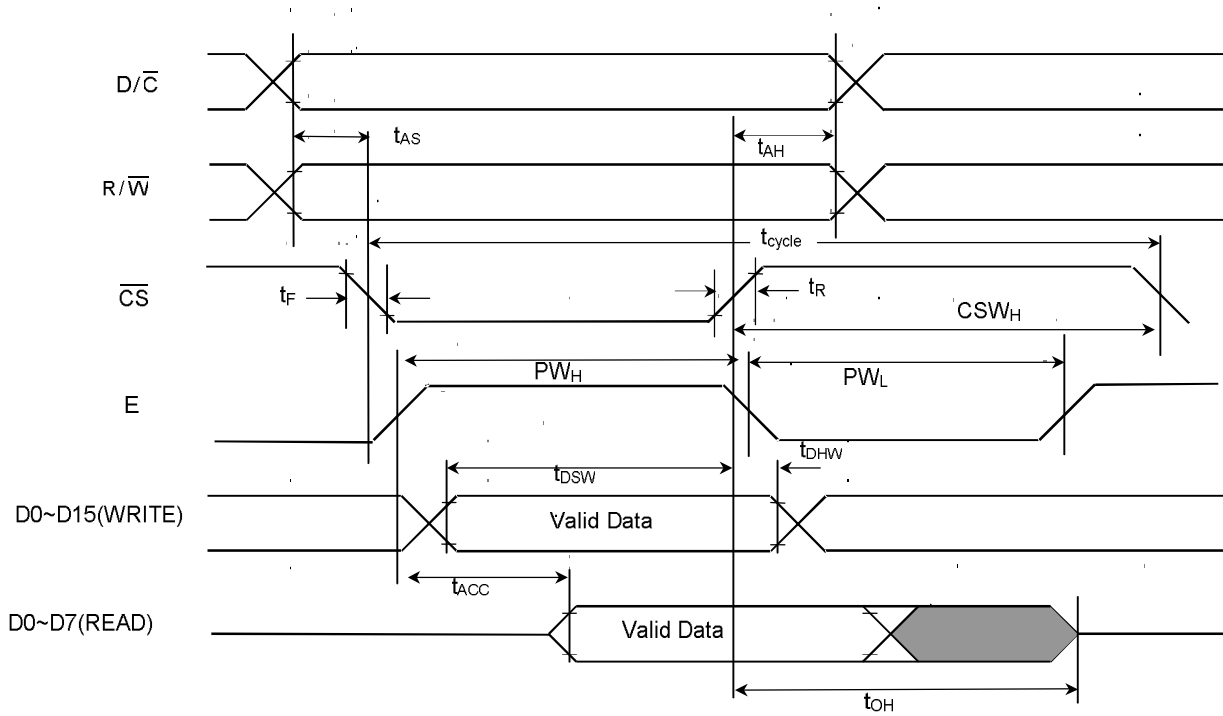 D/C̅
tAS
tAH
R/W̅
tcycle
C̅S̅
tF
tR
CSWH
PWH
PWL
E
tDHW
tDSW
D0~D15(WRITE)
Valid Data
tACC
D0~D7(READ)
Valid Data
tOH